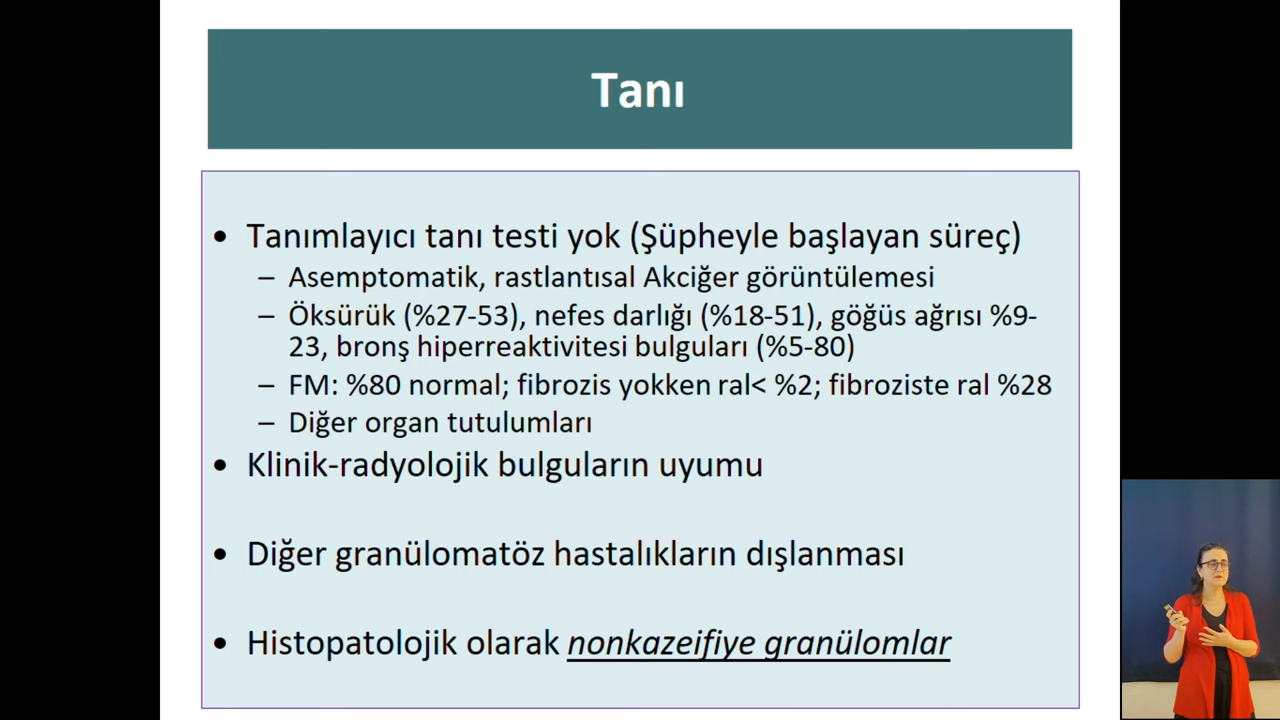 Tanı
• Tanımlayıcı tanı testi yok (Şüpheyle başlayan süreç)
– Asemptomatik, rastlantısal Akciğer görüntülemesi
– Öksürük (%27-53), nefes darlığı (%18-51), göğüs ağrısı %9-
23, bronş hiperreaktivitesi bulguları (%5-80)
– FM: %80 normal; fibrozis yokken ral< %2; fibroziste ral %28
– Diğer organ tutulumları
• Klinik-radyolojik bulguların uyumu
• Diğer granülomatöz hastalıkların dışlanması
• Histopatolojik olarak nonkazeifiye granülomlar